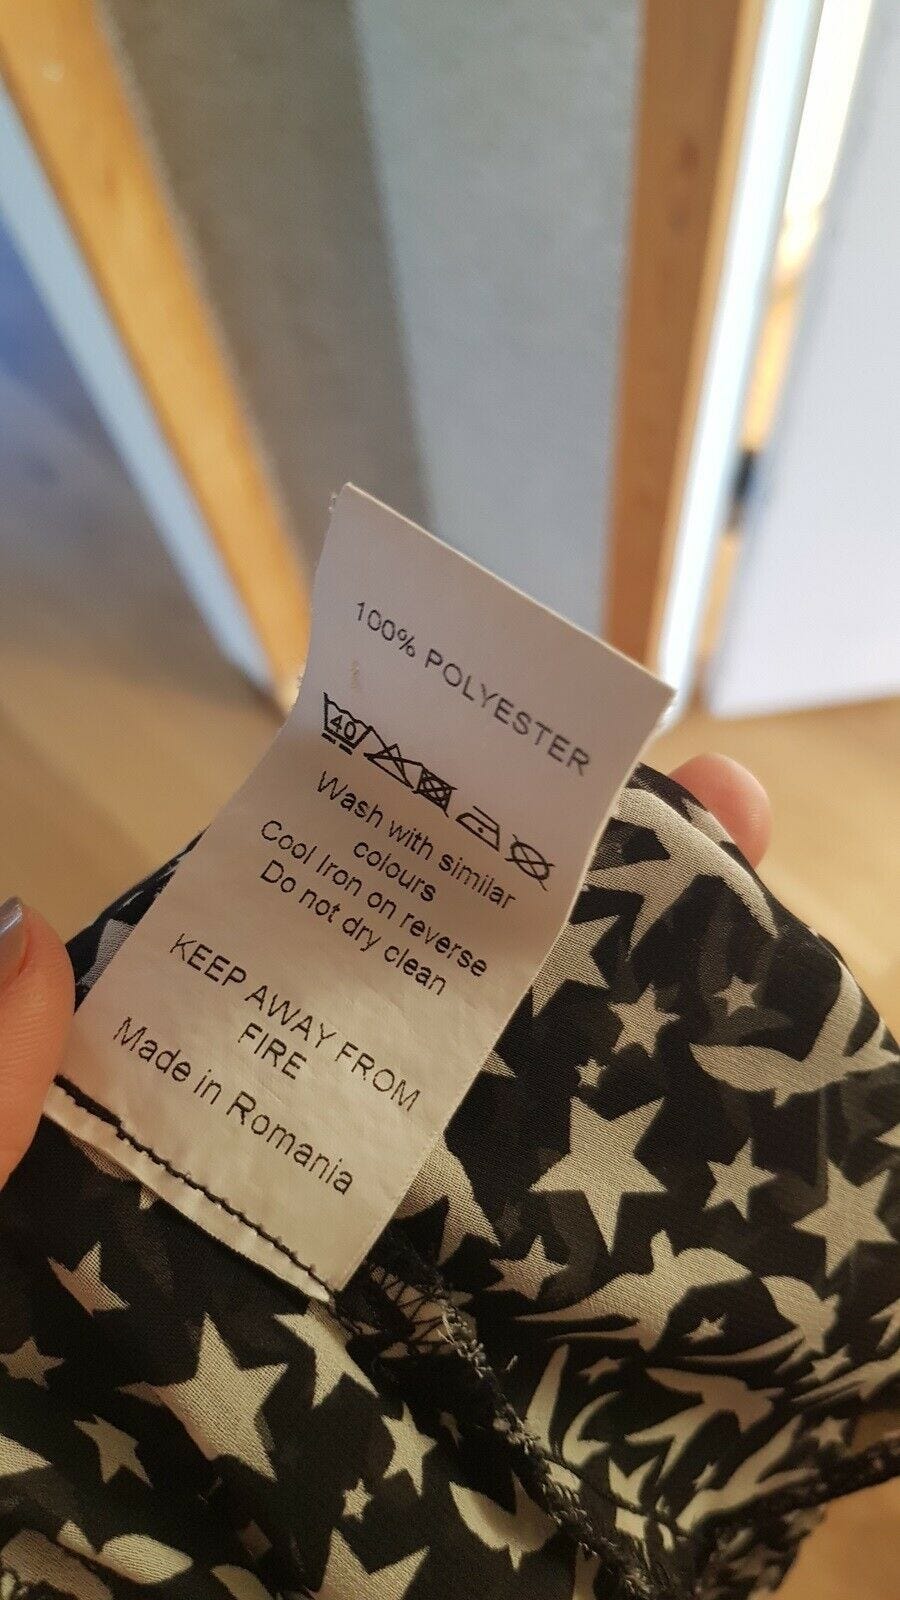 100% POLYESTER
40
Wash with similar
colours
Cool Iron on reverse
Do not dry clean
KEEP AWAY FROM
FIRE
Made in Romania